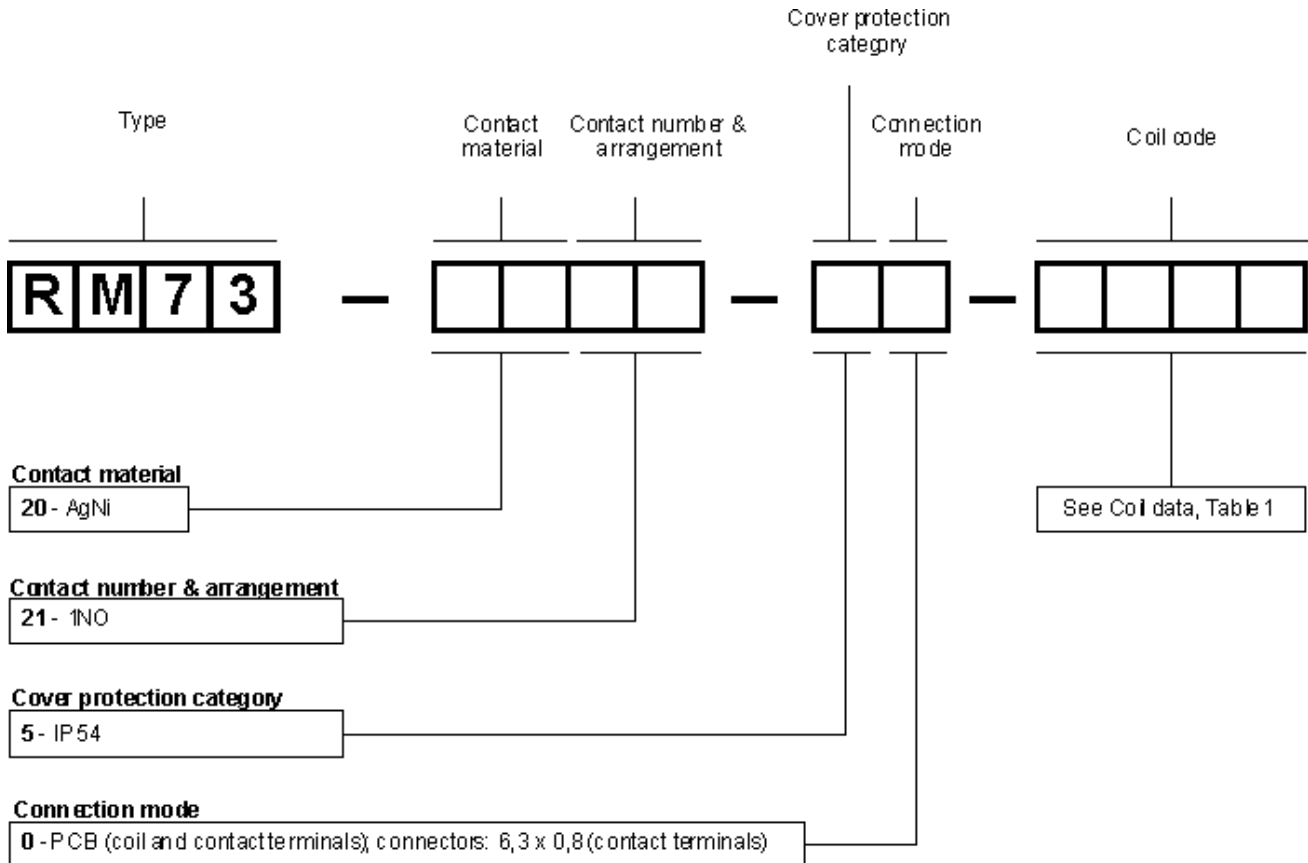 Cover protection
category
Type
Contact
material
Contact number &
arrangement
Connection
mode
Coil code
RM73 — — —
Contact material
20 - AgNi
See Coil data, Table 1
Contact number & arrangement
21 - 1NO
Cover protection category
5 - IP54
Connection mode
0 - PCB (coil and contact terminals); connectors: 6,3 x 0,8 (contact terminals)